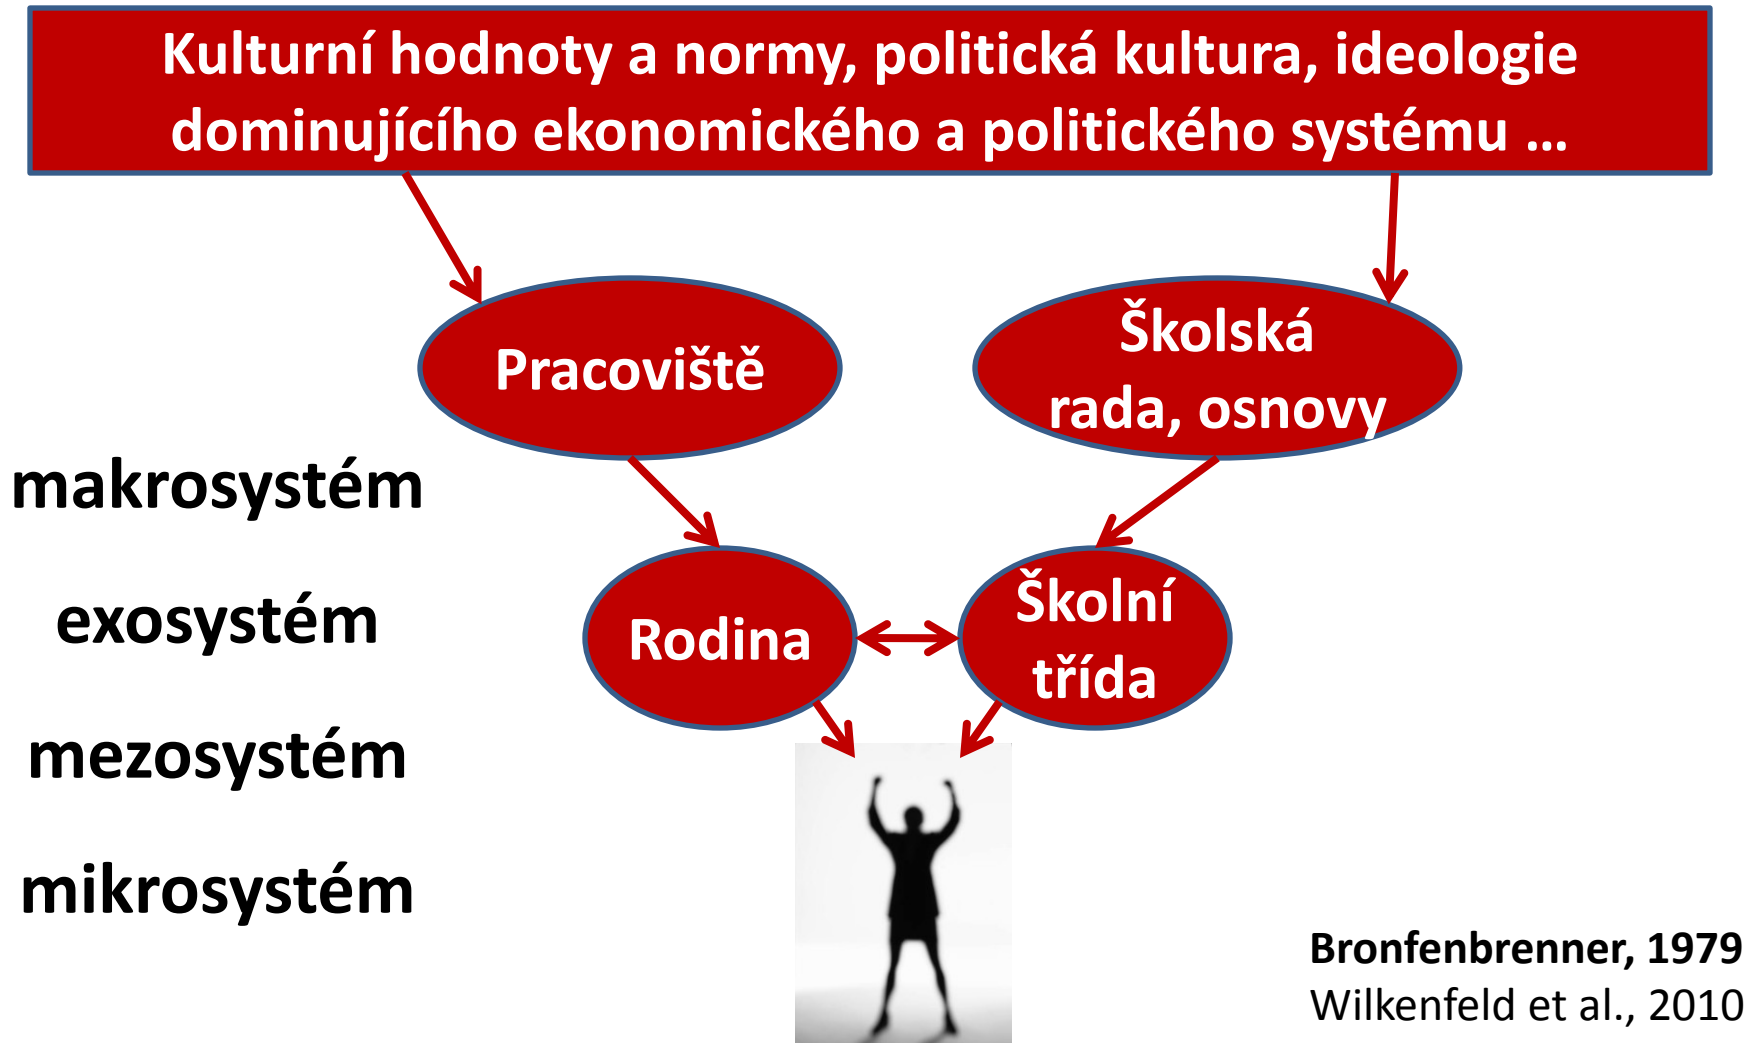 Kulturní hodnoty a normy, politická kultura, ideologie
dominujícího ekonomického a politického systému …
Pracoviště
Školská
rada, osnovy
makrosystém
exosystém
mezosystém
mikrosystém
Rodina
Školní
třída
Bronfenbrenner, 1979
Wilkenfeld et al., 2010